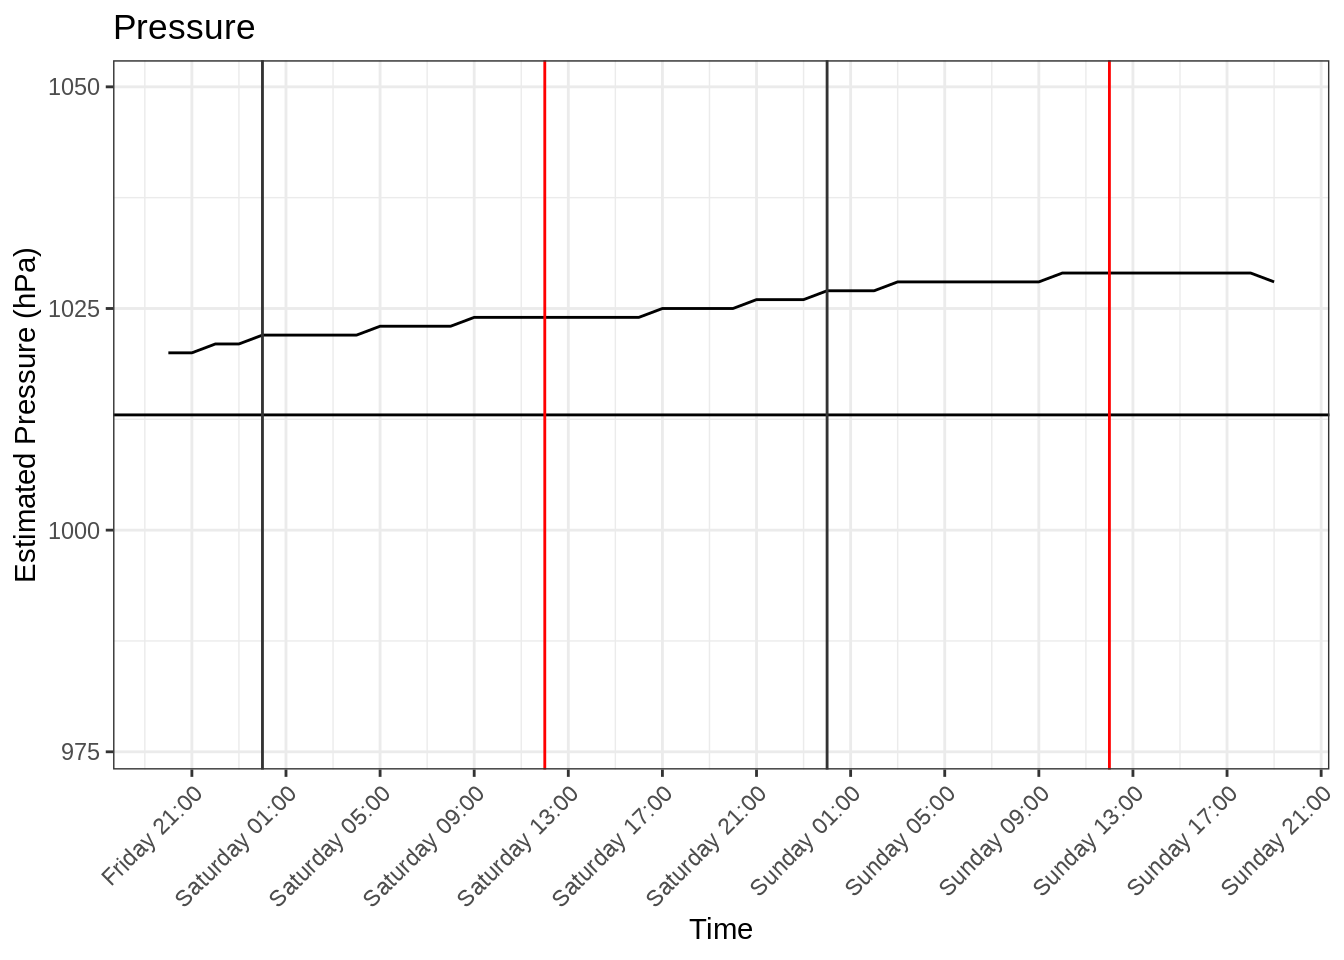 Pressure
1050
1025
1000
975
Estimated Pressure (hPa)
Friday 21:00
Saturday 01:00
Saturday 05:00
Saturday 09:00
Saturday 13:00
Saturday 17:00
Saturday 21:00
Sunday 01:00
Sunday 05:00
Sunday 09:00
Sunday 13:00
Sunday 17:00
Sunday 21:00
Time